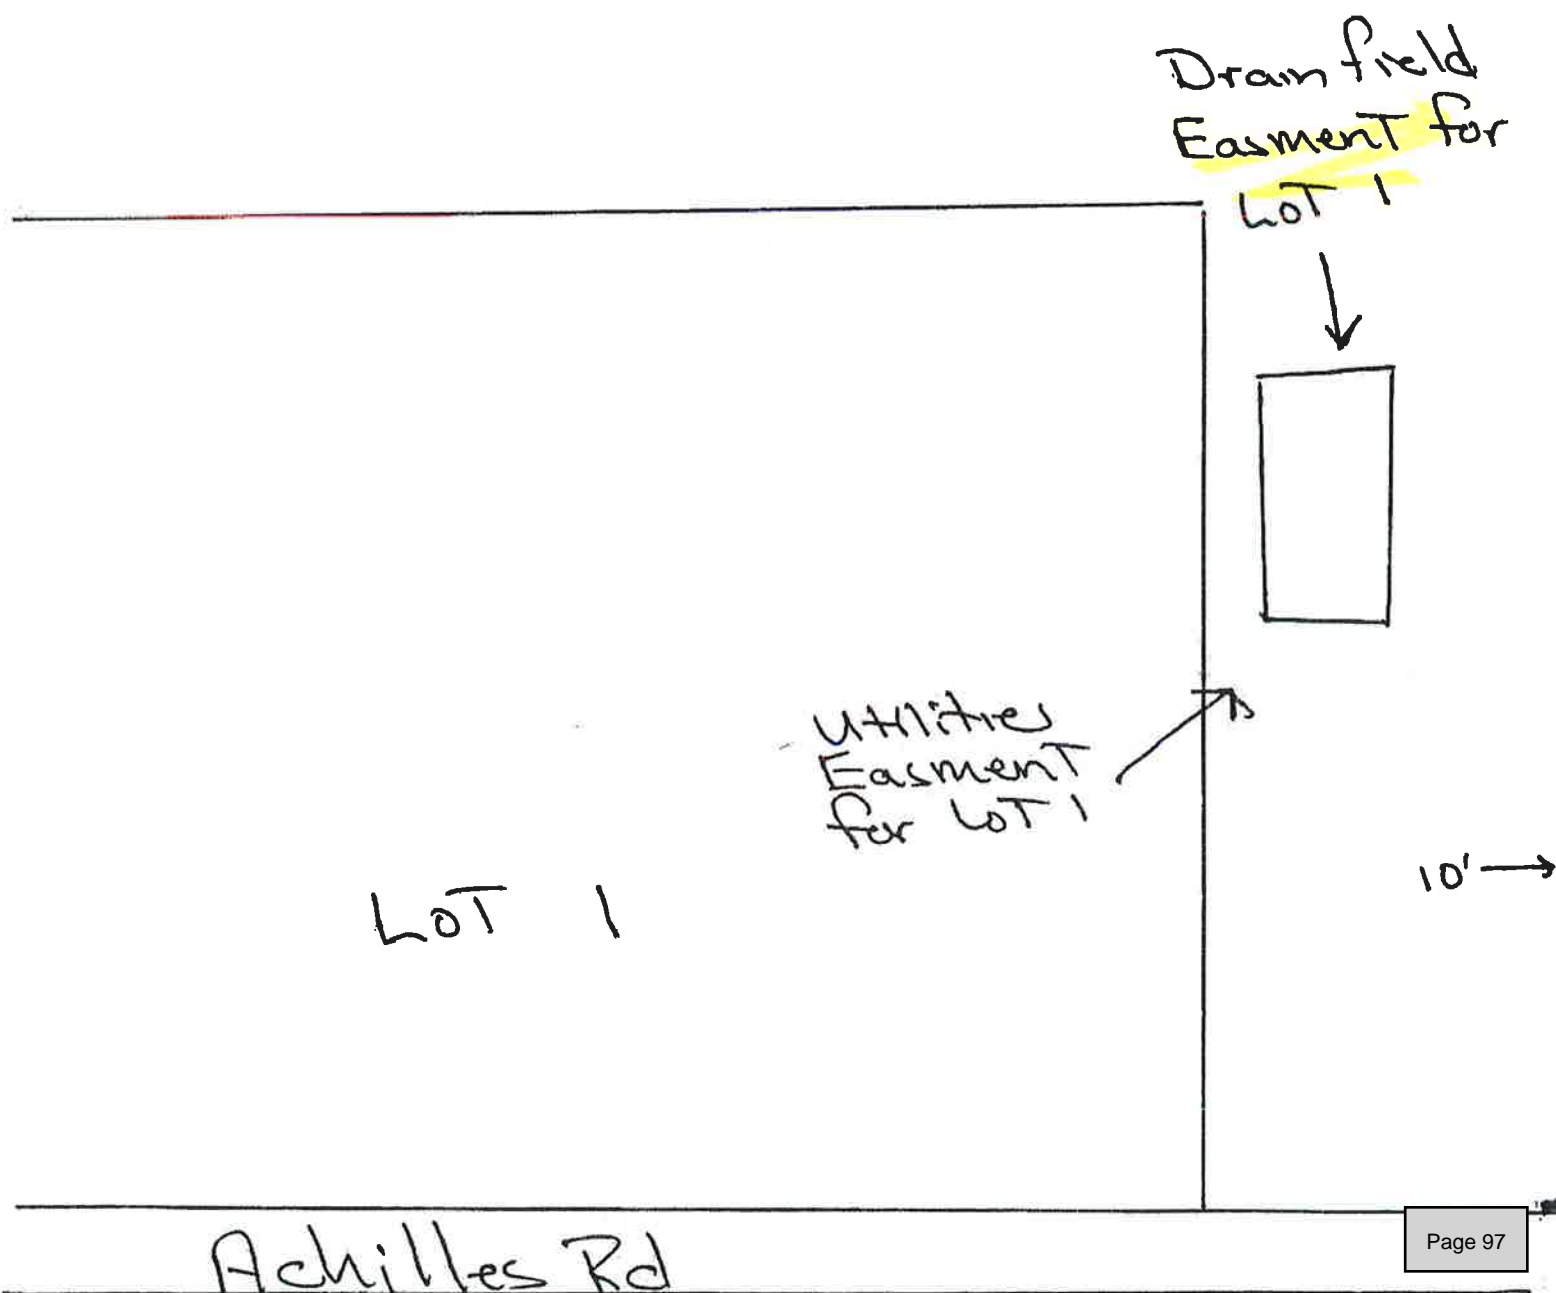 Drain field
Easment for
LOT 1
Utilities
Easment
for LOT 1
10'
LOT 1
Page 97
Achilles Rd